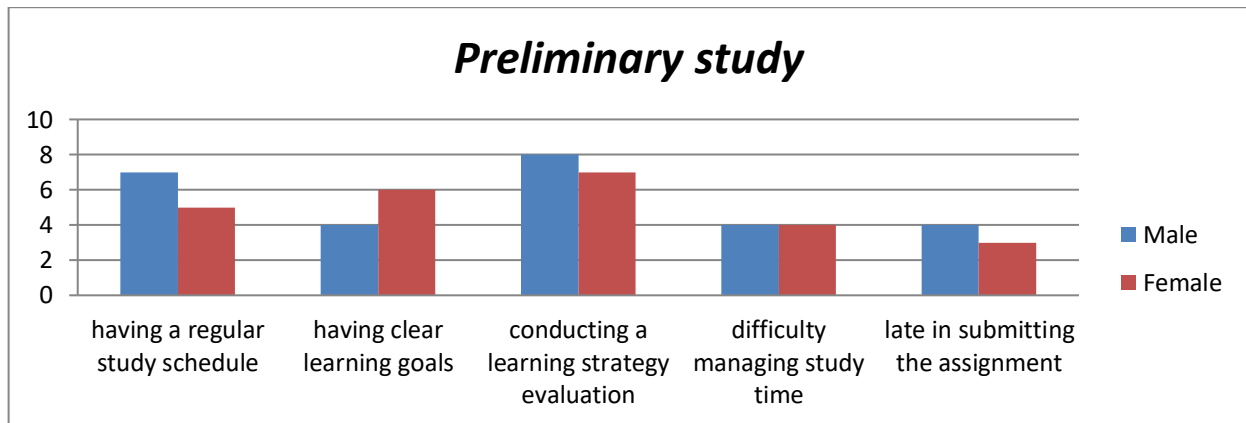 Preliminary study
10
8
6
4
2
0
Male
Female
having a regular
study schedule
having clear
learning goals
conducting a
learning strategy
evaluation
difficulty
managing study
time
late in submitting
the assignment